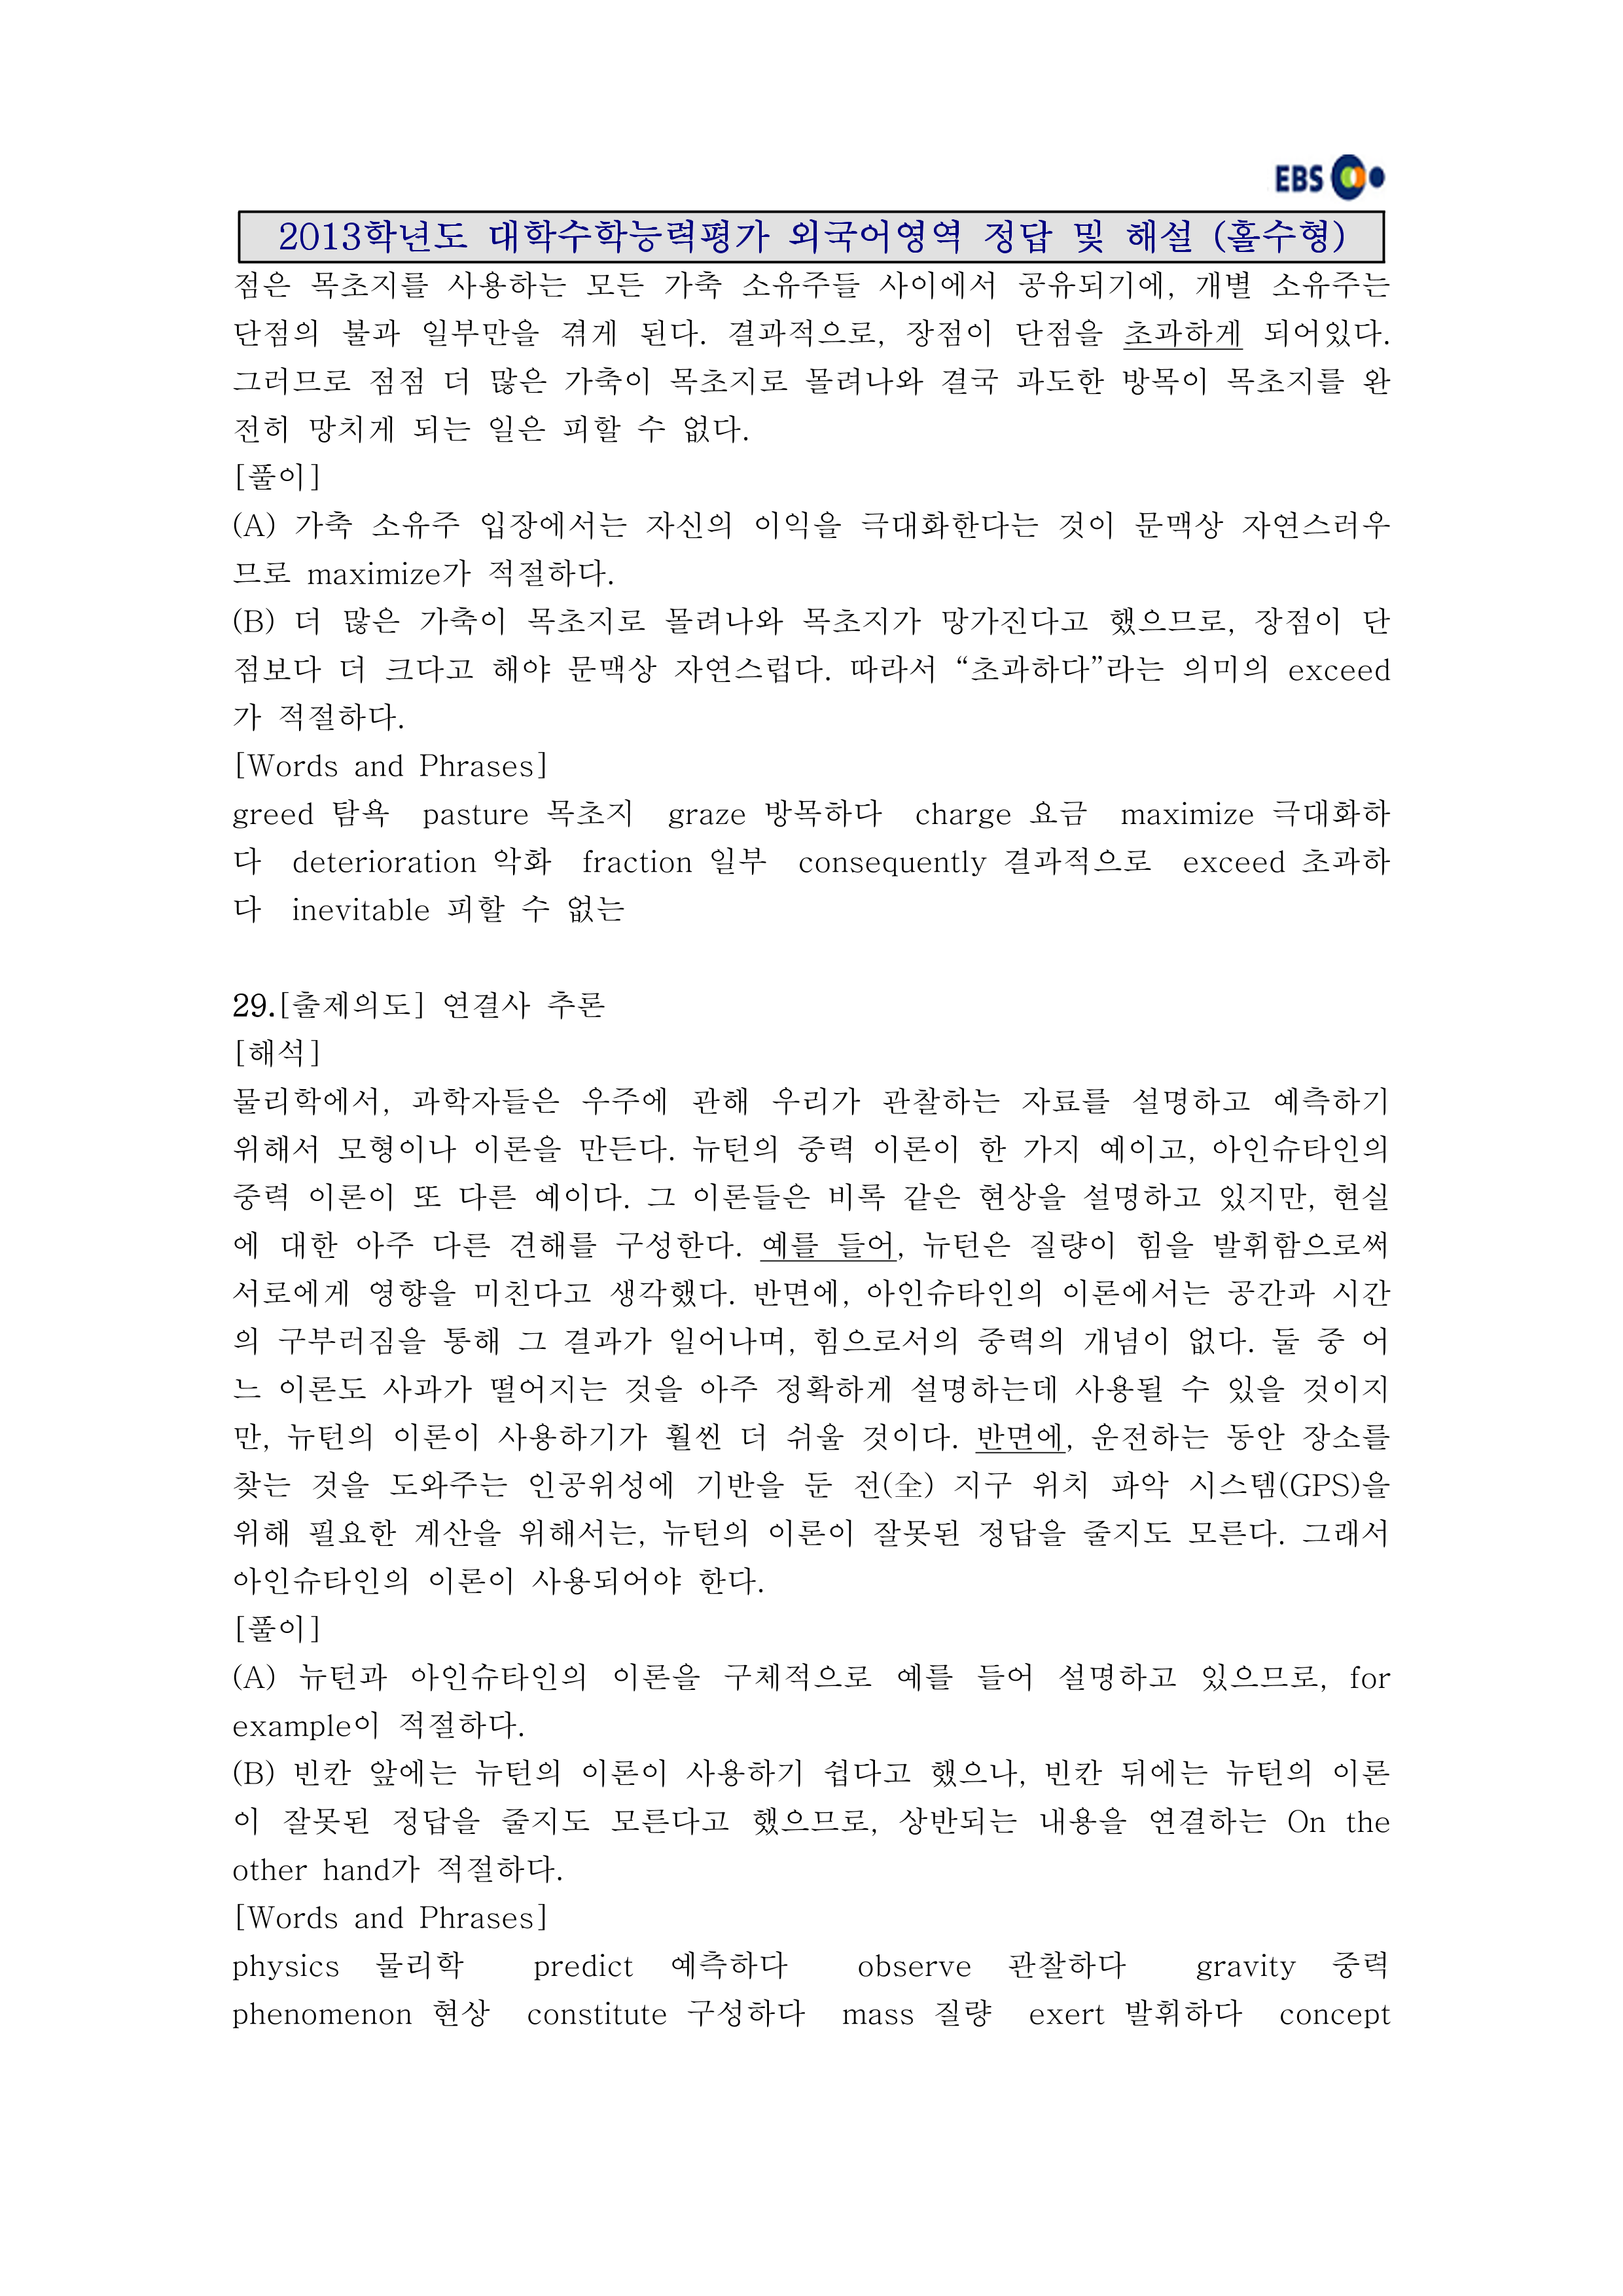 EBS
2013학년도 대학수학능력평가 외국어영역 정답 및 해설 (홀수형)
점은 목초지를 사용하는 모든 가축 소유주들 사이에서 공유되기에, 개별 소유주는
단점의 불과 일부만을 겪게 된다. 결과적으로, 장점이 단점을 초과하게 되어있다.
그러므로 점점 더 많은 가축이 목초지로 몰려나와 결국 과도한 방목이 목초지를 완
전히 망치게 되는 일은 피할 수 없다.
[풀이]
(A) 가축 소유주 입장에서는 자신의 이익을 극대화한다는 것이 문맥상 자연스러우
므로 maximize가 적절하다.
(B) 더 많은 가축이 목초지로 몰려나와 목초지가 망가진다고 했으므로, 장점이 단
점보다 더 크다고 해야 문맥상 자연스럽다. 따라서 “초과하다”라는 의미의 exceed
가 적절하다.
[Words and Phrases]
greed 탐욕 pasture 목초지 graze 방목하다 charge 요금 maximize 극대화하
다 deterioration 악화 fraction 일부 consequently 결과적으로 exceed 초과하
다 inevitable 피할 수 없는
29.[출제의도] 연결사 추론
[해석]
물리학에서, 과학자들은 우주에 관해 우리가 관찰하는 자료를 설명하고 예측하기
위해서 모형이나 이론을 만든다. 뉴턴의 중력 이론이 한 가지 예이고, 아인슈타인의
중력 이론이 또 다른 예이다. 그 이론들은 비록 같은 현상을 설명하고 있지만, 현실
에 대한 아주 다른 견해를 구성한다. 예를 들어, 뉴턴은 질량이 힘을 발휘함으로써
서로에게 영향을 미친다고 생각했다. 반면에, 아인슈타인의 이론에서는 공간과 시간
의 구부러짐을 통해 그 결과가 일어나며, 힘으로서의 중력의 개념이 없다. 둘 중 어
느 이론도 사과가 떨어지는 것을 아주 정확하게 설명하는데 사용될 수 있을 것이지
만, 뉴턴의 이론이 사용하기가 훨씬 더 쉬울 것이다. 반면에, 운전하는 동안 장소를
찾는 것을 도와주는 인공위성에 기반을 둔 전(全) 지구 위치 파악 시스템(GPS)을
위해 필요한 계산을 위해서는, 뉴턴의 이론이 잘못된 정답을 줄지도 모른다. 그래서
아인슈타인의 이론이 사용되어야 한다.
[풀이]
(A) 뉴턴과 아인슈타인의 이론을 구체적으로 예를 들어 설명하고 있으므로, for
example이 적절하다.
(B) 빈칸 앞에는 뉴턴의 이론이 사용하기 쉽다고 했으나, 빈칸 뒤에는 뉴턴의 이론
이 잘못된 정답을 줄지도 모른다고 했으므로, 상반되는 내용을 연결하는 On the
other hand가 적절하다.
[Words and Phrases]
physics 물리학 predict 예측하다 observe 관찰하다 gravity 중력
phenomenon 현상 constitute 구성하다 mass 질량 exert 발휘하다 concept